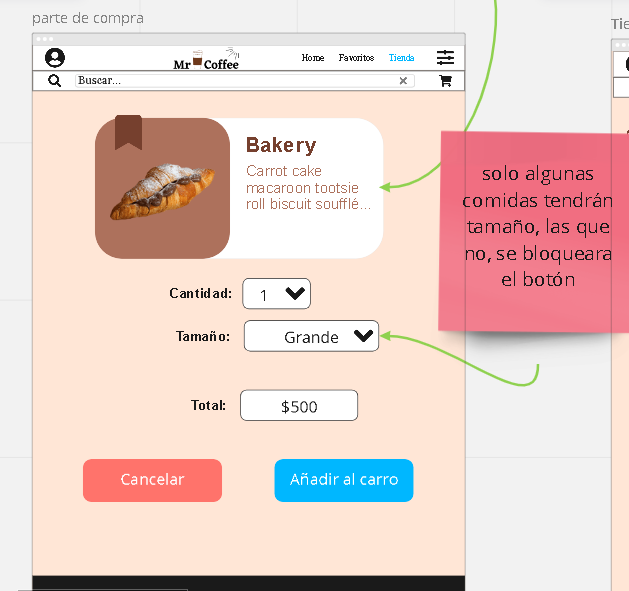 parte de compra
Tie
Mr Coffee
Home Favoritos Tienda
Buscar...
Bakery
Carrot cake
macaroon tootsie
roll biscuit soufflé...
solo algunas
comidas tendrán
tamaño, las que
no, se bloqueara
el botón
Cantidad: 1
Tamaño: Grande
Total: $500
Cancelar Añadir al carro